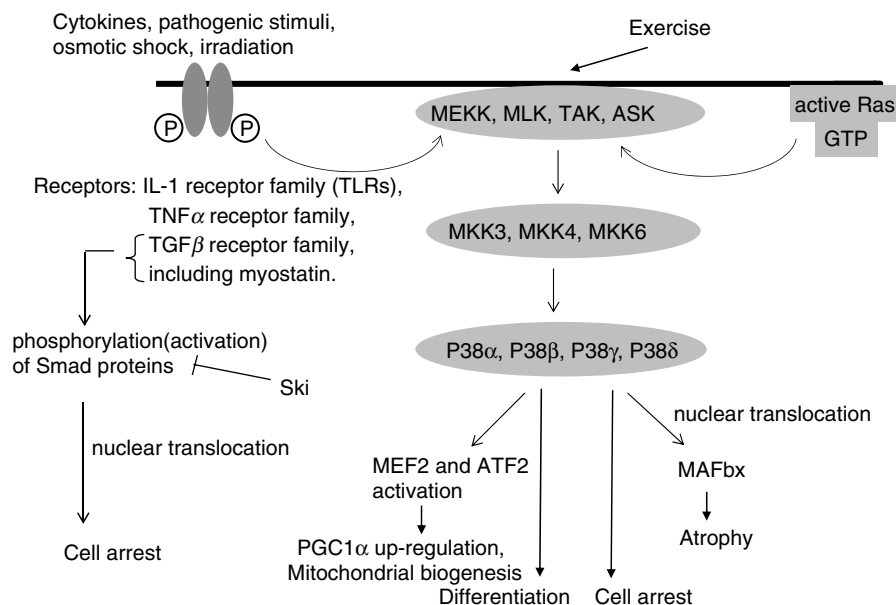 Cytokines, pathogenic stimuli,
osmotic shock, irradiation
Exercise
P
P
MEKK, MLK, TAK, ASK
active Ras
GTP
Receptors: IL-1 receptor family (TLRs),
TNFα receptor family,
TGFβ receptor family,
including myostatin.
MKK3, MKK4, MKK6
phosphorylation(activation)
of Smad proteins
Ski
P38α, P38β, P38γ, P38δ
nuclear translocation
nuclear translocation
MEF2 and ATF2
activation
MAFbx
PGC1α up-regulation,
Mitochondrial biogenesis
Atrophy
Cell arrest
Differentiation
Cell arrest